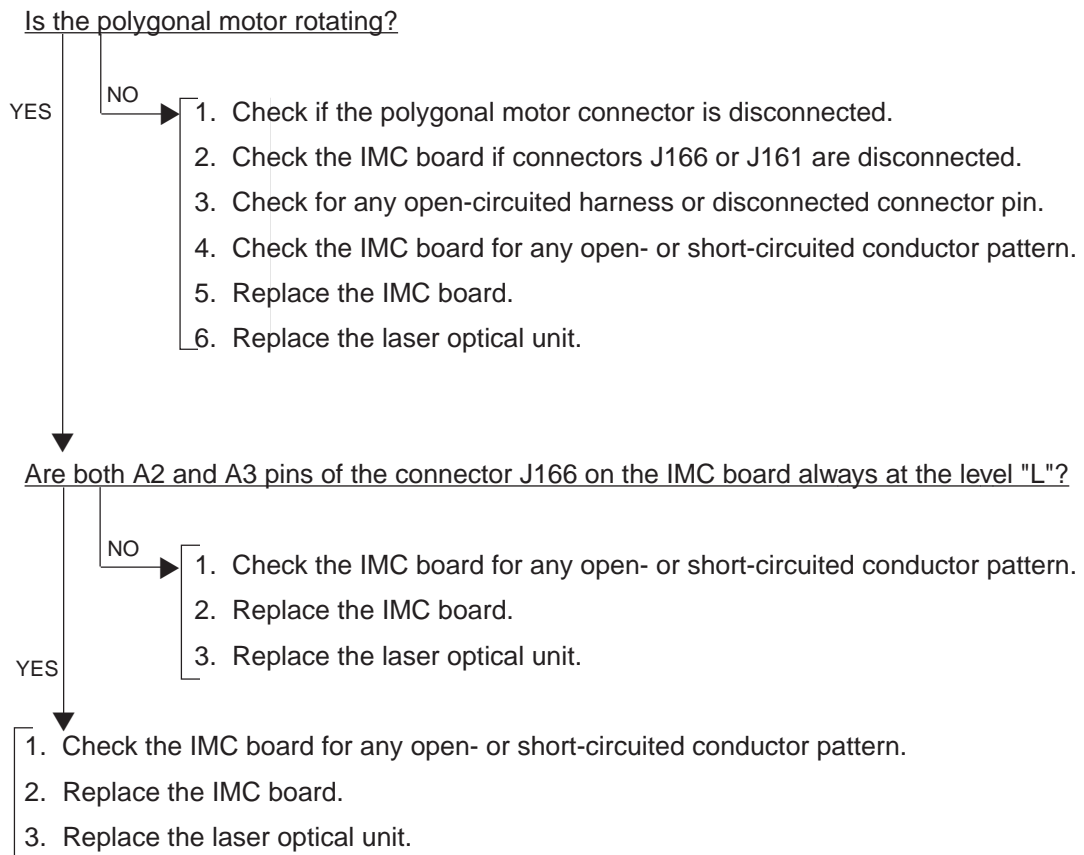 Is the polygonal motor rotating?
YES
NO
1. Check if the polygonal motor connector is disconnected.
2. Check the IMC board if connectors J166 or J161 are disconnected.
3. Check for any open-circuited harness or disconnected connector pin.
4. Check the IMC board for any open- or short-circuited conductor pattern.
5. Replace the IMC board.
6. Replace the laser optical unit.
Are both A2 and A3 pins of the connector J166 on the IMC board always at the level "L"?
NO
1. Check the IMC board for any open- or short-circuited conductor pattern.
2. Replace the IMC board.
3. Replace the laser optical unit.
YES
1. Check the IMC board for any open- or short-circuited conductor pattern.
2. Replace the IMC board.
3. Replace the laser optical unit.